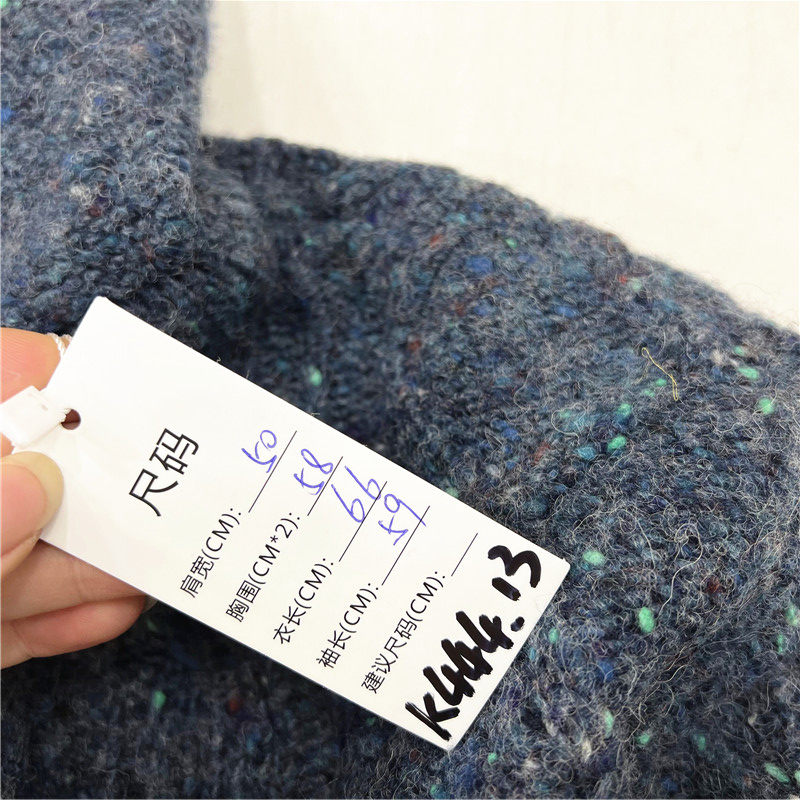 尺码
肩宽(CM): 50
胸围(CM*2): 58
衣长(CM): 66
袖长(CM): 59
建议尺码(CM):
K444.13